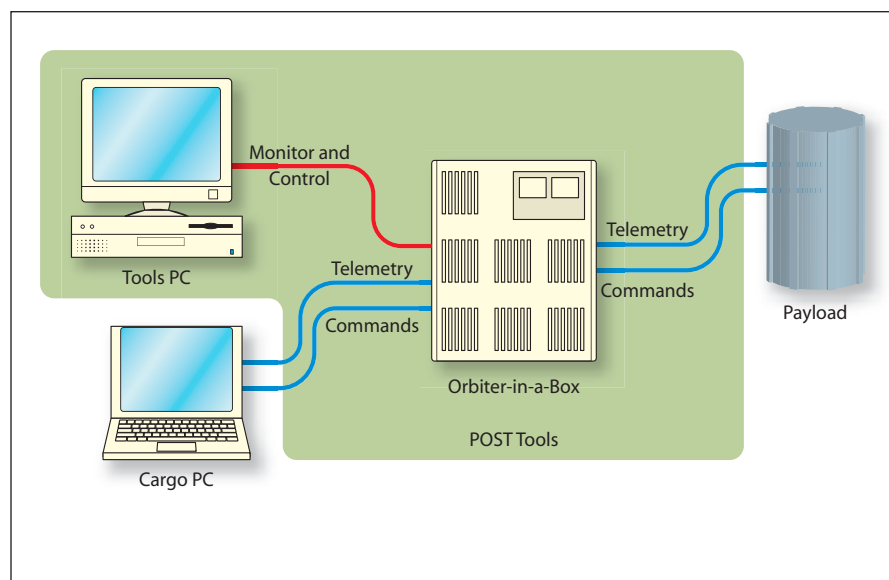 Monitor and
Control
Tools PC
Telemetry
Commands
Telemetry
Commands
Payload
Orbiter-in-a-Box
POST Tools
Cargo PC